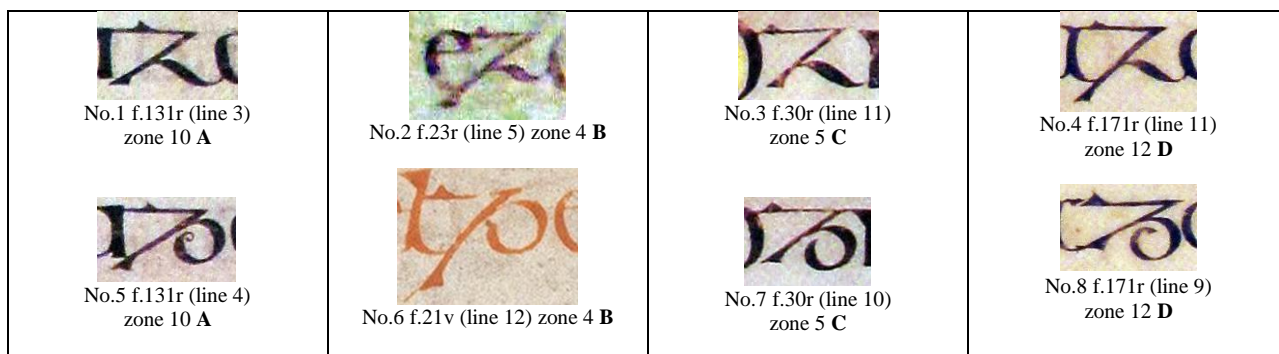 No.1 f.131r (line 3)
zone 10 A
No.2 f.23r (line 5) zone 4 B
No.3 f.30r (line 11)
zone 5 C
No.4 f.171r (line 11)
zone 12 D
No.5 f.131r (line 4)
zone 10 A
No.6 f.21v (line 12) zone 4 B
No.7 f.30r (line 10)
zone 5 C
No.8 f.171r (line 9)
zone 12 D